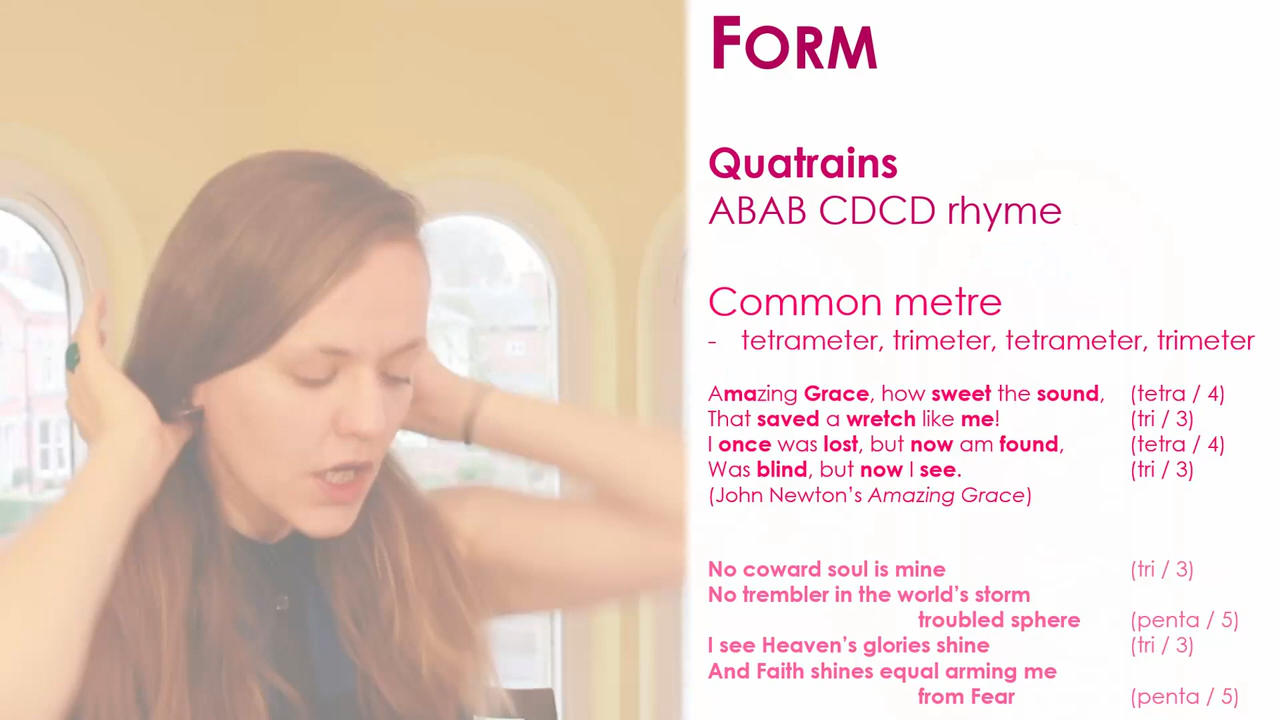 FORM
Quatrains
ABAB CDCD rhyme
Common metre
- tetrameter, trimeter, tetrameter, trimeter
Amazing Grace, how sweet the sound, (tetra / 4)
That saved a wretch like me! (tri / 3)
I once was lost, but now am found, (tetra / 4)
Was blind, but now I see. (tri / 3)
(John Newton's Amazing Grace)
No coward soul is mine (tri / 3)
No trembler in the world's storm
troubled sphere (penta / 5)
I see Heaven's glories shine (tri / 3)
And Faith shines equal arming me
from Fear (penta / 5)